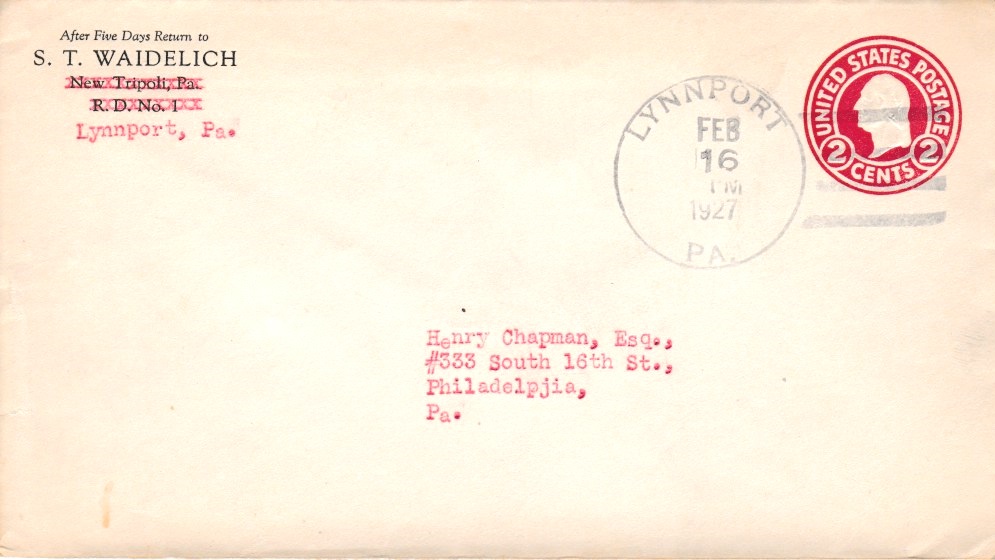 After Five Days Return to
S. T. WAIDELICH
New Tripoli, Pa.
R. D. No. 1
Lynnport, Pa.
LYNNPORT
FEB
16
PM
1927
PA.
UNITED STATES POSTAGE
2 CENTS 2
Henry Chapman, Esq.,
#333 South 16th St.,
Philadelpjia,
Pa.